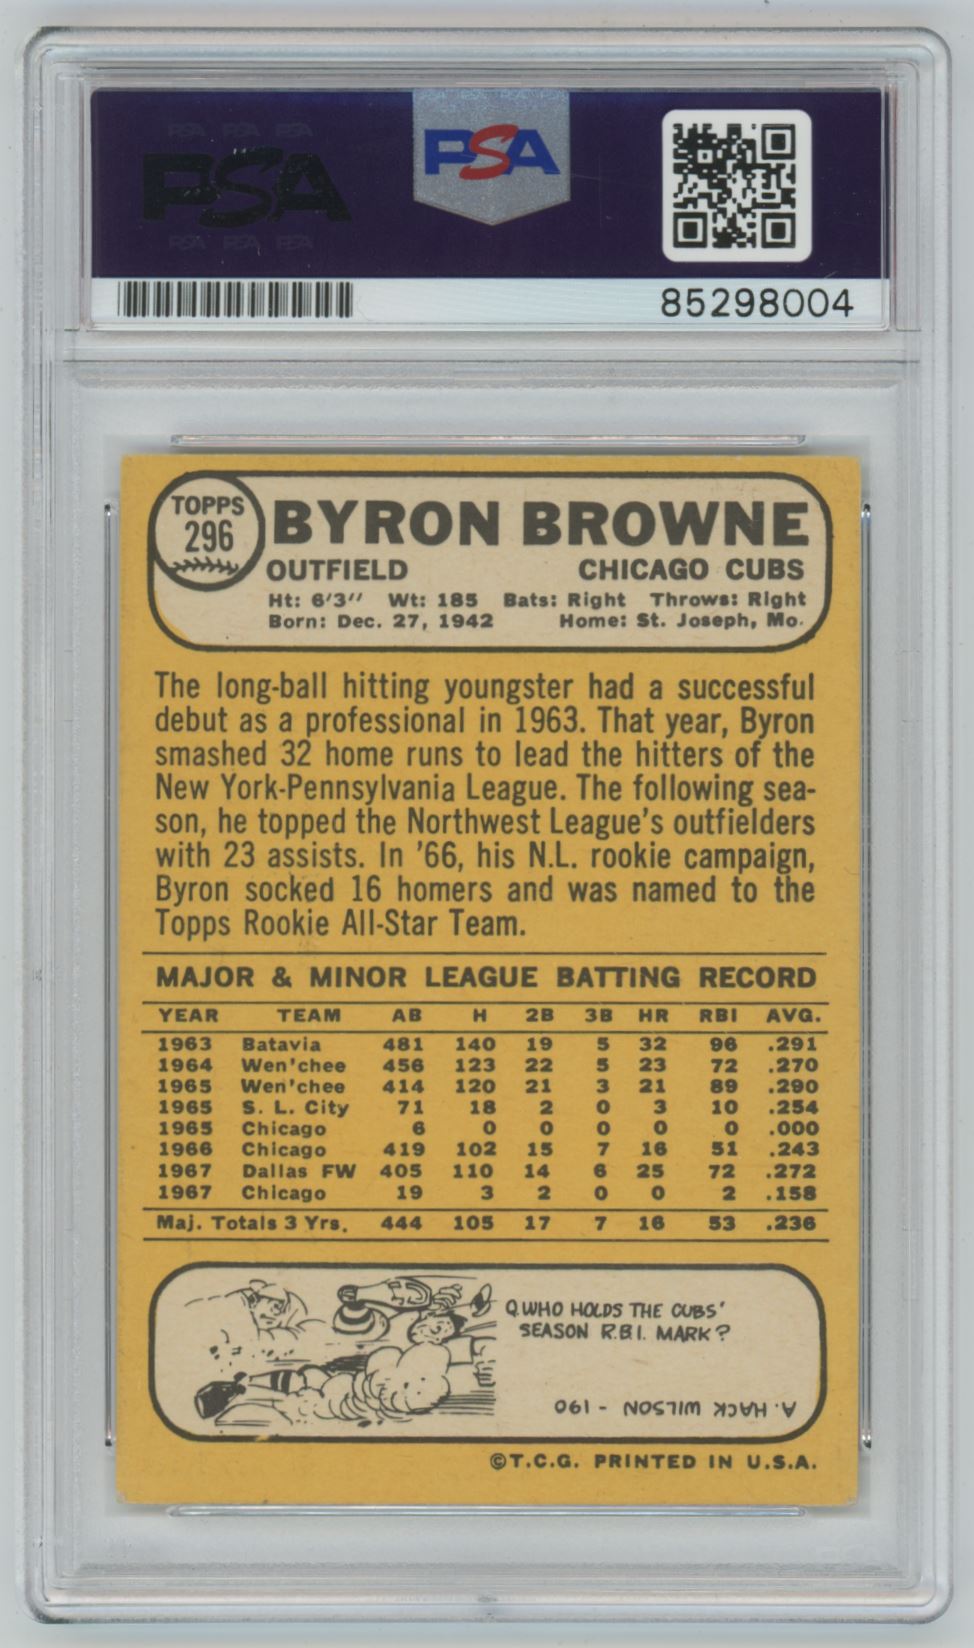 PSA PSA PSA
PSA
PSA PSA PSA
PSA
85298004
TOPPS
296
BYRON BROWNE
OUTFIELD CHICAGO CUBS
Ht: 6'3" Wt: 185 Bats: Right Throws: Right
Born: Dec. 27, 1942 Home: St. Joseph, Mo.
The long-ball hitting youngster had a successful
debut as a professional in 1963. That year, Byron
smashed 32 home runs to lead the hitters of the
New York-Pennsylvania League. The following sea-
son, he topped the Northwest League's outfielders
with 23 assists. In '66, his N.L. rookie campaign,
Byron socked 16 homers and was named to the
Topps Rookie All-Star Team.
MAJOR & MINOR LEAGUE BATTING RECORD
YEAR TEAM AB H 2B 3B HR RBI AVG.
1963 Batavia 481 140 19 5 32 96 .291
1964 Wen'chee 456 123 22 5 23 72 .270
1965 Wen'chee 414 120 21 3 21 89 .290
1965 S. L. City 71 18 2 0 3 10 .254
1965 Chicago 6 0 0 0 0 0 .000
1966 Chicago 419 102 15 7 16 51 .243
1967 Dallas FW 405 110 14 6 25 72 .272
1967 Chicago 19 3 2 0 0 2 .158
Maj. Totals 3 Yrs. 444 105 17 7 16 53 .236
Q. WHO HOLDS THE CUBS'
SEASON R.B.I. MARK?
A. HACK WILSON - 190
©T.C.G. PRINTED IN U.S.A.